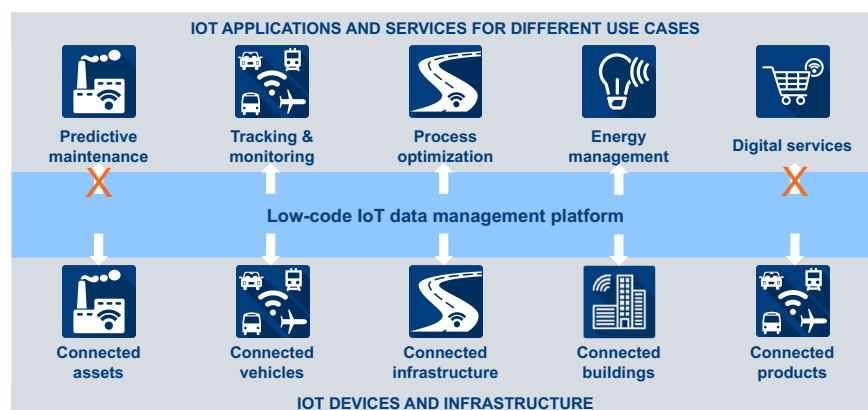 IOT APPLICATIONS AND SERVICES FOR DIFFERENT USE CASES
Predictive
maintenance
Tracking &
monitoring
Process
optimization
Energy
management
Digital services
X
X
Low-code IoT data management platform
Connected
assets
Connected
vehicles
Connected
infrastructure
Connected
buildings
Connected
products
IOT DEVICES AND INFRASTRUCTURE